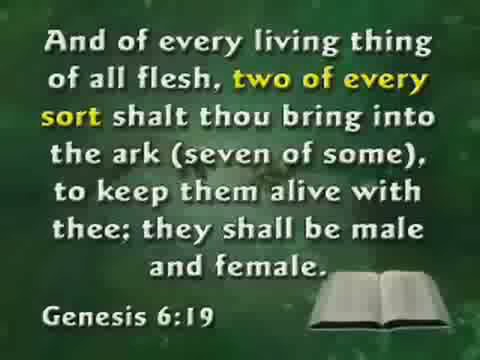 And of every living thing
of all flesh, two of every
sort shalt thou bring into
the ark (seven of some),
to keep them alive with
thee; they shall be male
and female.
Genesis 6:19